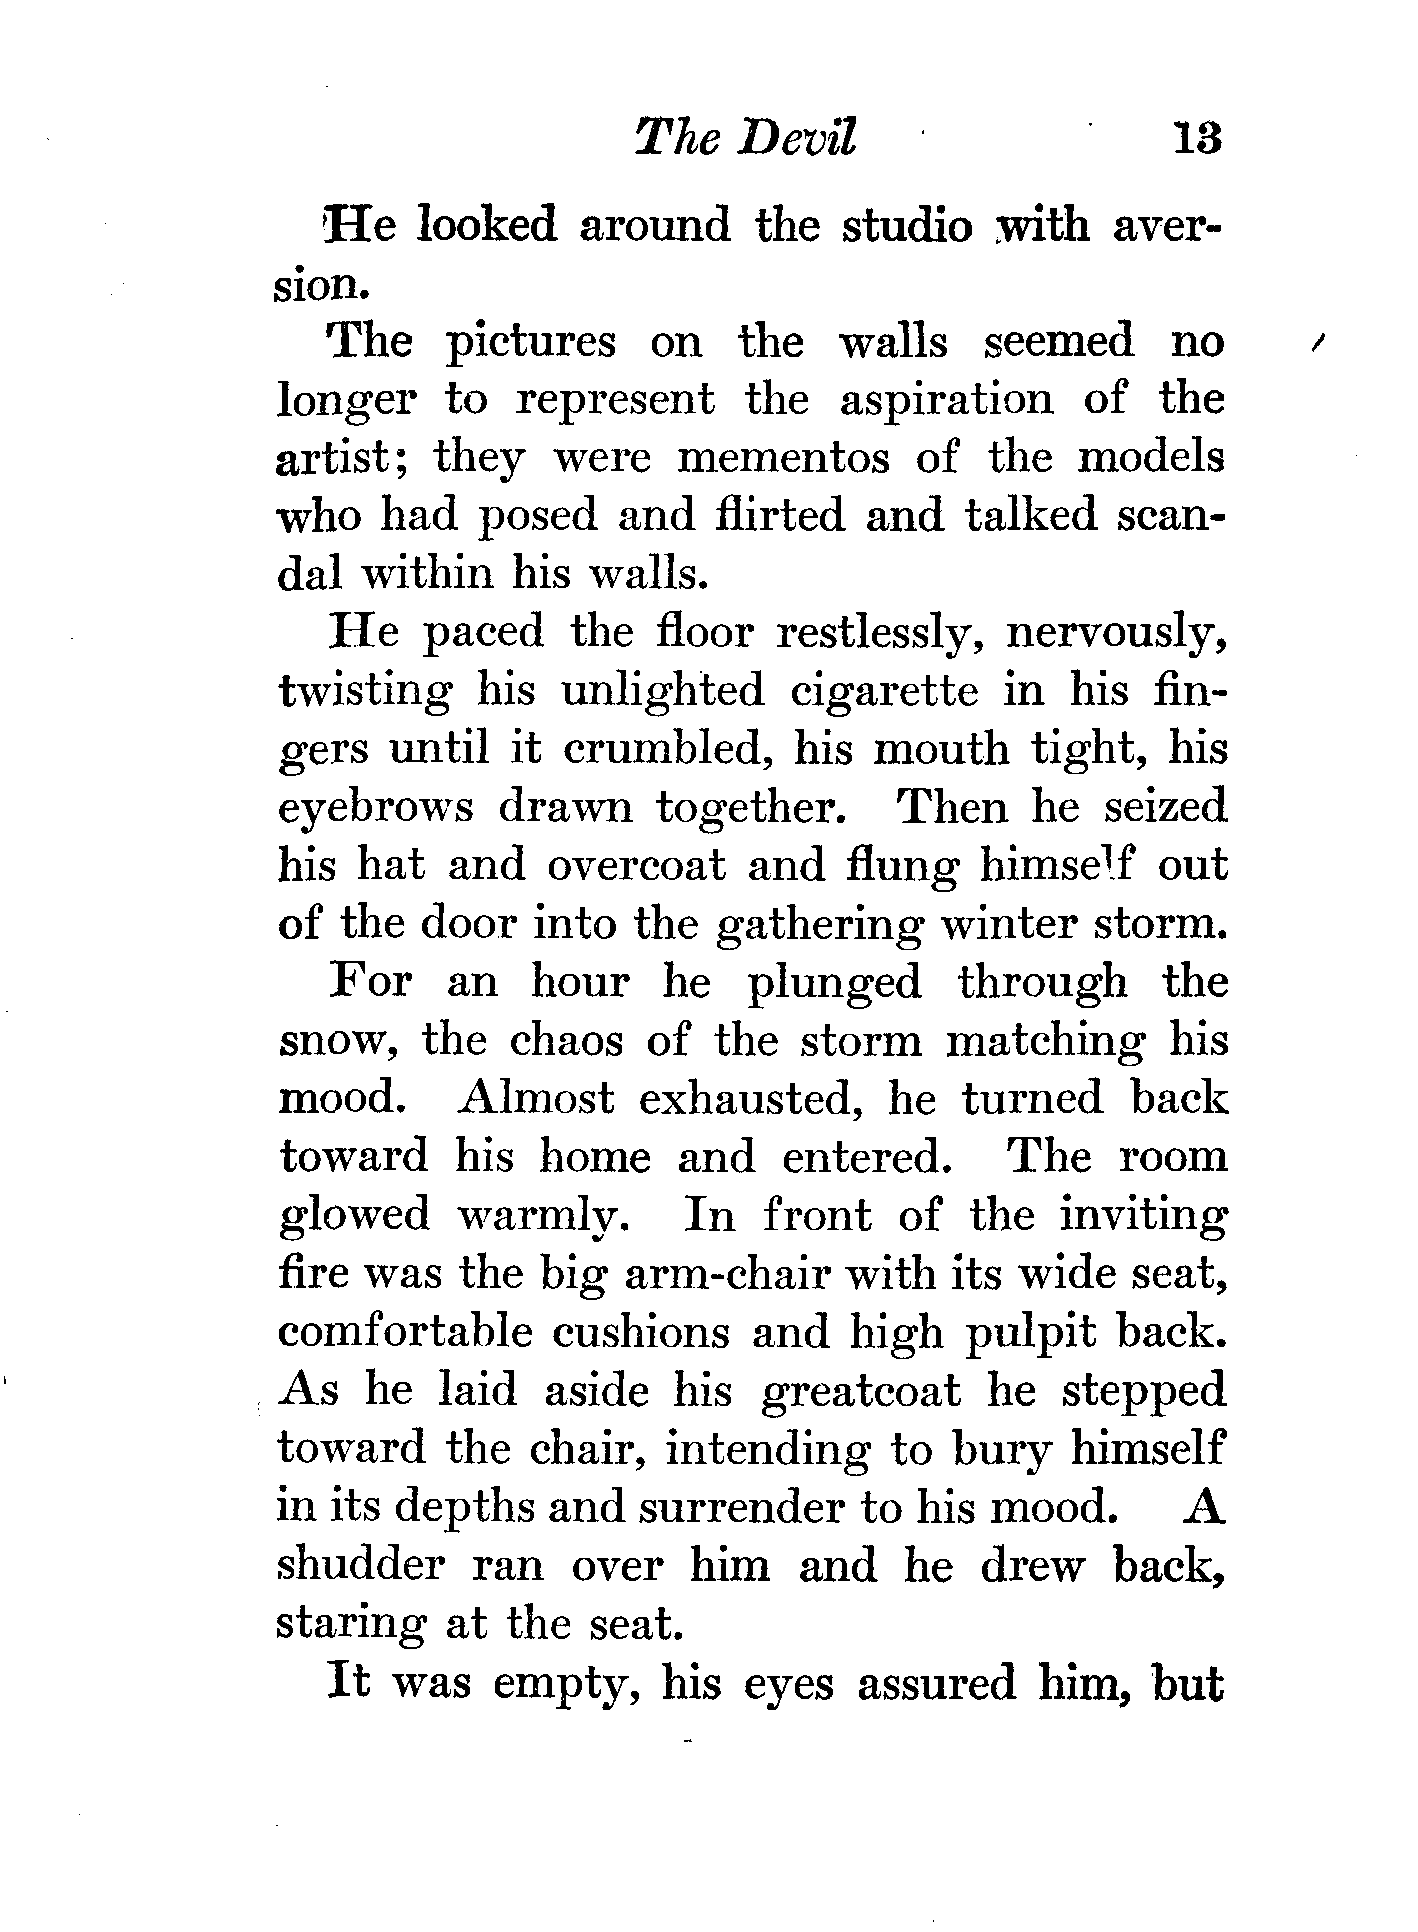 The Devil 13
He looked around the studio with aver-
sion.
The pictures on the walls seemed no
longer to represent the aspiration of the
artist; they were mementos of the models
who had posed and flirted and talked scan-
dal within his walls.
He paced the floor restlessly, nervously,
twisting his unlighted cigarette in his fin-
gers until it crumbled, his mouth tight, his
eyebrows drawn together. Then he seized
his hat and overcoat and flung himself out
of the door into the gathering winter storm.
For an hour he plunged through the
snow, the chaos of the storm matching his
mood. Almost exhausted, he turned back
toward his home and entered. The room
glowed warmly. In front of the inviting
fire was the big arm-chair with its wide seat,
comfortable cushions and high pulpit back.
As he laid aside his greatcoat he stepped
toward the chair, intending to bury himself
in its depths and surrender to his mood. A
shudder ran over him and he drew back,
staring at the seat.
It was empty, his eyes assured him, but